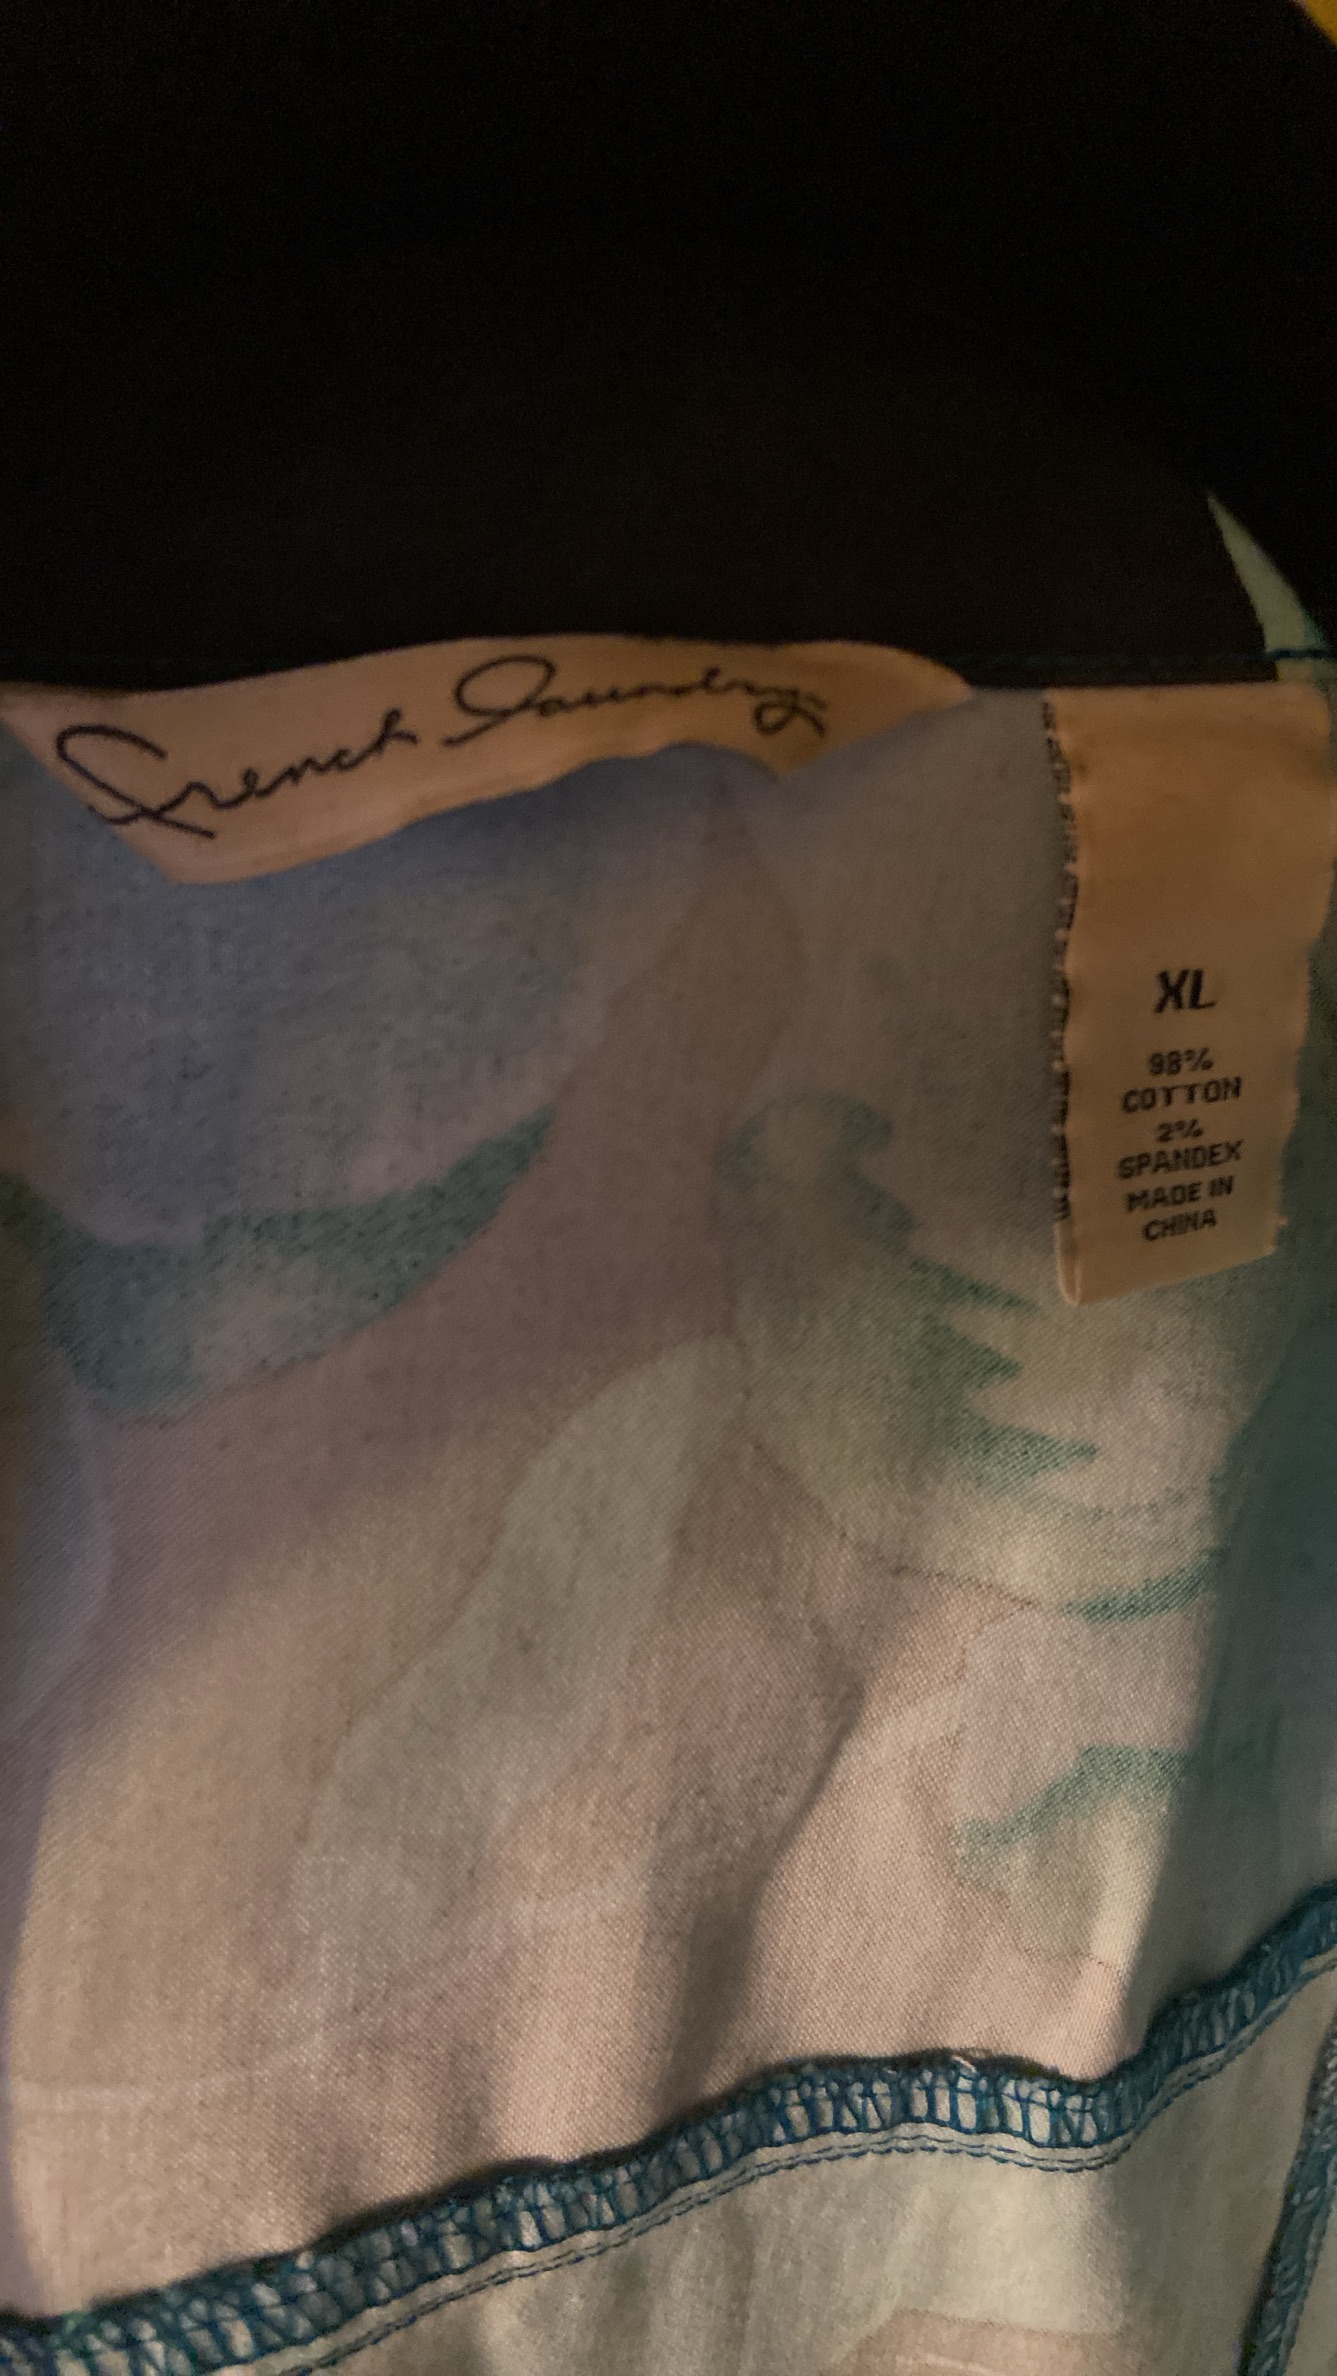 French Laundry
XL
98%
COTTON
2%
SPANDEX
MADE IN
CHINA